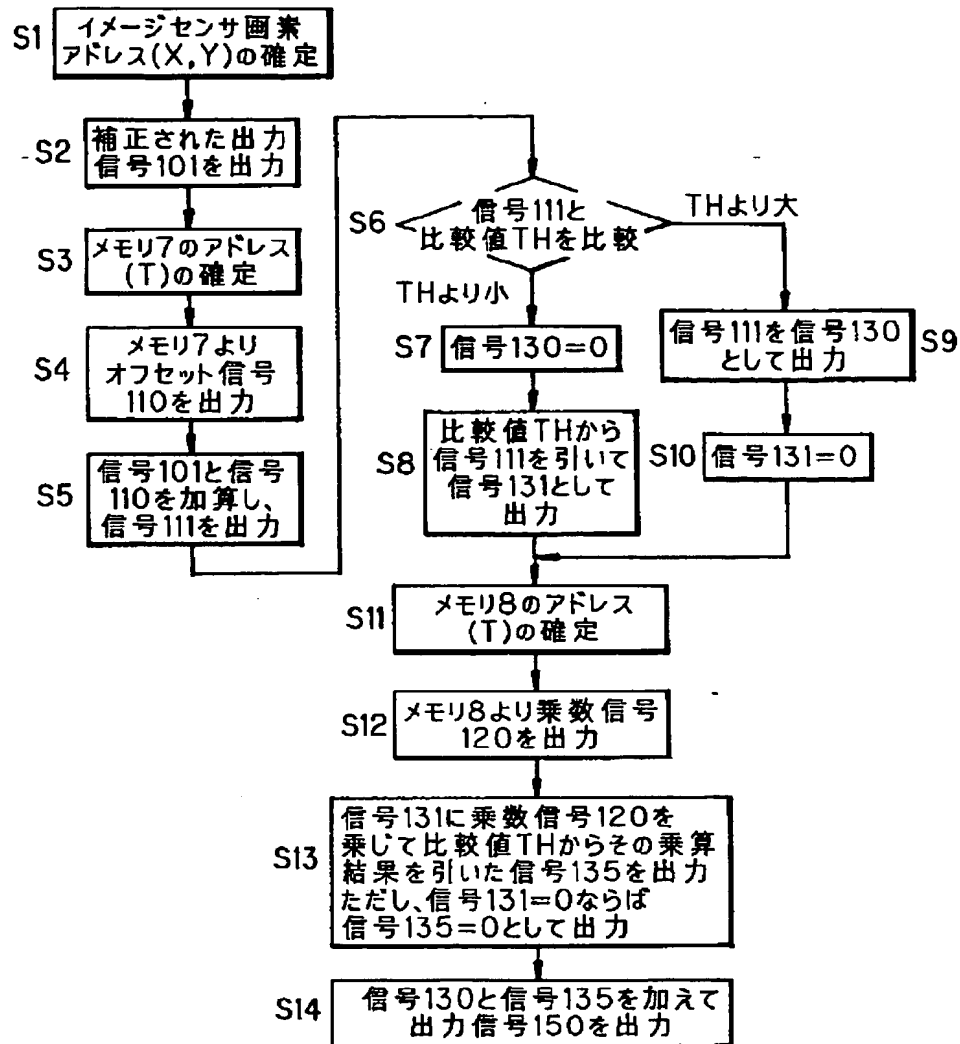 S1
イメージセンサ画素
アドレス(X,Y)の確定
S2
補正された出力
信号101を出力
S3
メモリ7のアドレス
(T)の確定
S4
メモリ7より
オフセット信号
110を出力
S5
信号101と信号
110を加算し、
信号111を出力
S6
信号111と
比較値THを比較
THより大
THより小
S7
信号130=0
S8
比較値THから
信号111を引いて
信号131として
出力
信号111を信号130
として出力
S9
S10
信号131=0
S11
メモリ8のアドレス
(T)の確定
S12
メモリ8より乗数信号
120を出力
S13
信号131に乗数信号120を
乗じて比較値THからその乗算
結果を引いた信号135を出力
ただし、信号131=0ならば
信号135=0として出力
S14
信号130と信号135を加えて
出力信号150を出力